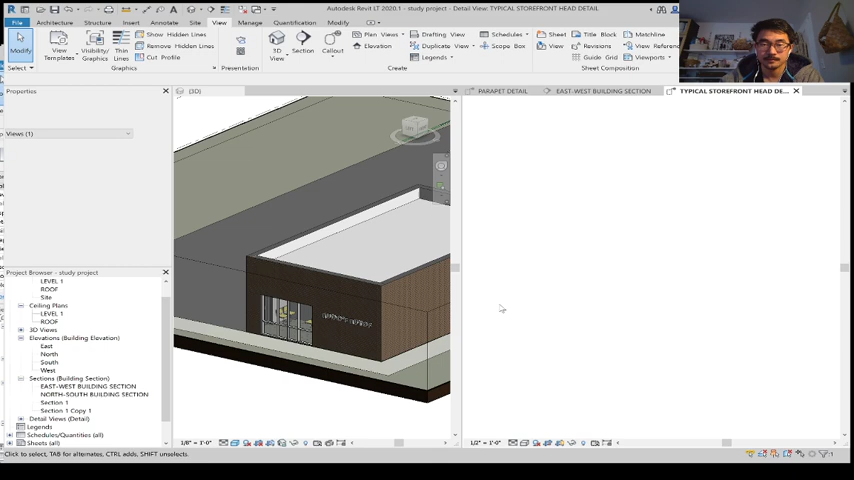 Autodesk Revit LT 2020.1 - study project - Detail View: TYPICAL STOREFRONT HEAD DETAIL
File Architecture Structure Insert Annotate Site View Manage Quantification Modify
Modify
View Templates
Visibility/ Graphics
Thin Lines
Show Hidden Lines
Remove Hidden Lines
Cut Profile
3D View
Section
Callout
Plan Views
Elevation
Drafting View
Duplicate View
Legends
Schedules
Scope Box
Sheet
View
Title Block
Revisions
Guide Grid
Matchline
View Reference
Viewports
Select Graphics Presentation Create Sheet Composition
Properties
{3D}
PARAPET DETAIL
EAST-WEST BUILDING SECTION
TYPICAL STOREFRONT HEAD DE...
Views (1)
Project Browser - study project
LEVEL 1
ROOF
Site
Ceiling Plans
LEVEL 1
ROOF
3D Views
Elevations (Building Elevation)
East
North
South
West
Sections (Building Section)
EAST-WEST BUILDING SECTION
NORTH-SOUTH BUILDING SECTION
Section 1
Section 1 Copy 1
Detail Views (Detail)
Legends
Schedules/Quantities (all)
Sheets (all)
1/8" = 1'-0"
1/2" = 1'-0"
Click to select, TAB for alternates, CTRL adds, SHIFT unselects.
:1